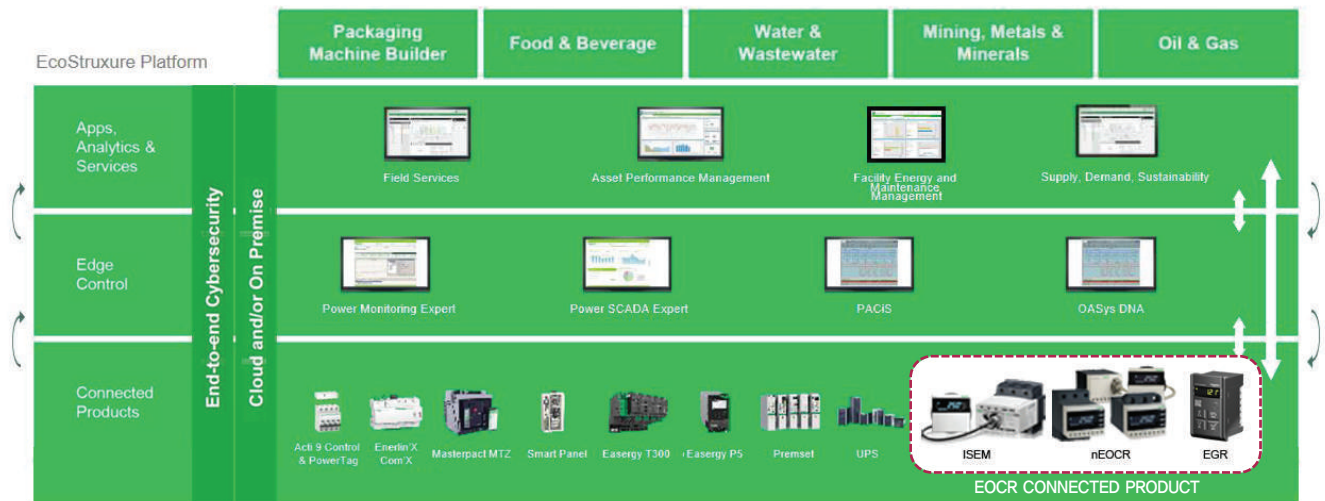 Packaging
Machine Builder
Food & Beverage
Water &
Wastewater
Mining, Metals &
Minerals
Oil & Gas
EcoStruxure Platform
Apps,
Analytics &
Services
End-to-end Cybersecurity
Cloud and/or On Premise
Field Services
Asset Performance Management
Facility Energy and
Maintenance
Management
Supply, Demand, Sustainability
Edge
Control
Power Monitoring Expert
Power SCADA Expert
PACiS
OASys DNA
Connected
Products
Acti 9 Control
& PowerTag
Enerlin'X
Com'X
Masterpact MTZ
Smart Panel
Easergy T300
Easergy P5
Premset
UPS
ISEM
nEOCR
EGR
EOCR CONNECTED PRODUCT